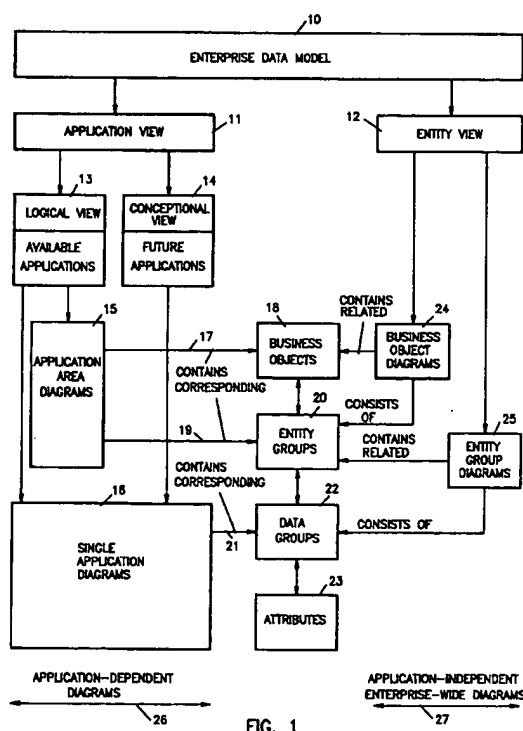 10
ENTERPRISE DATA MODEL
APPLICATION VIEW
11
12
ENTITY VIEW
13
LOGICAL VIEW
AVAILABLE
APPLICATIONS
14
CONCEPTIONAL
VIEW
FUTURE
APPLICATIONS
15
APPLICATION
AREA
DIAGRAMS
17
CONTAINS
CORRESPONDING
18
BUSINESS
OBJECTS
CONTAINS
RELATED
24
BUSINESS
OBJECT
DIAGRAMS
CONSISTS
OF
19
20
ENTITY
GROUPS
CONTAINS
RELATED
25
ENTITY
GROUP
DIAGRAMS
CONTAINS
CORRESPONDING
16
SINGLE
APPLICATION
DIAGRAMS
21
22
DATA
GROUPS
CONSISTS OF
23
ATTRIBUTES
APPLICATION-DEPENDENT
DIAGRAMS
26
APPLICATION-INDEPENDENT
ENTERPRISE-WIDE DIAGRAMS
27
FIG. 1